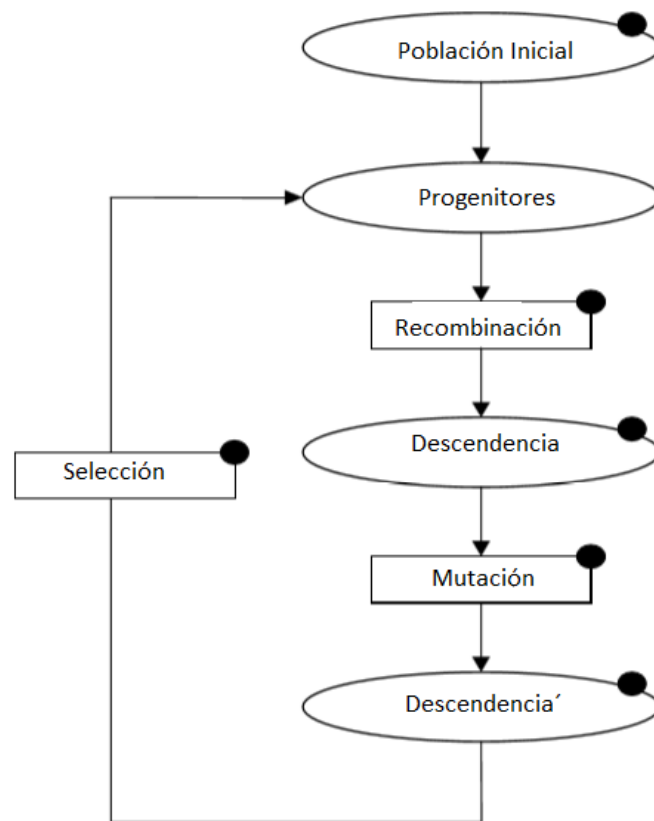 Población Inicial
Progenitores
Recombinación
Descendencia
Selección
Mutación
Descendencia´